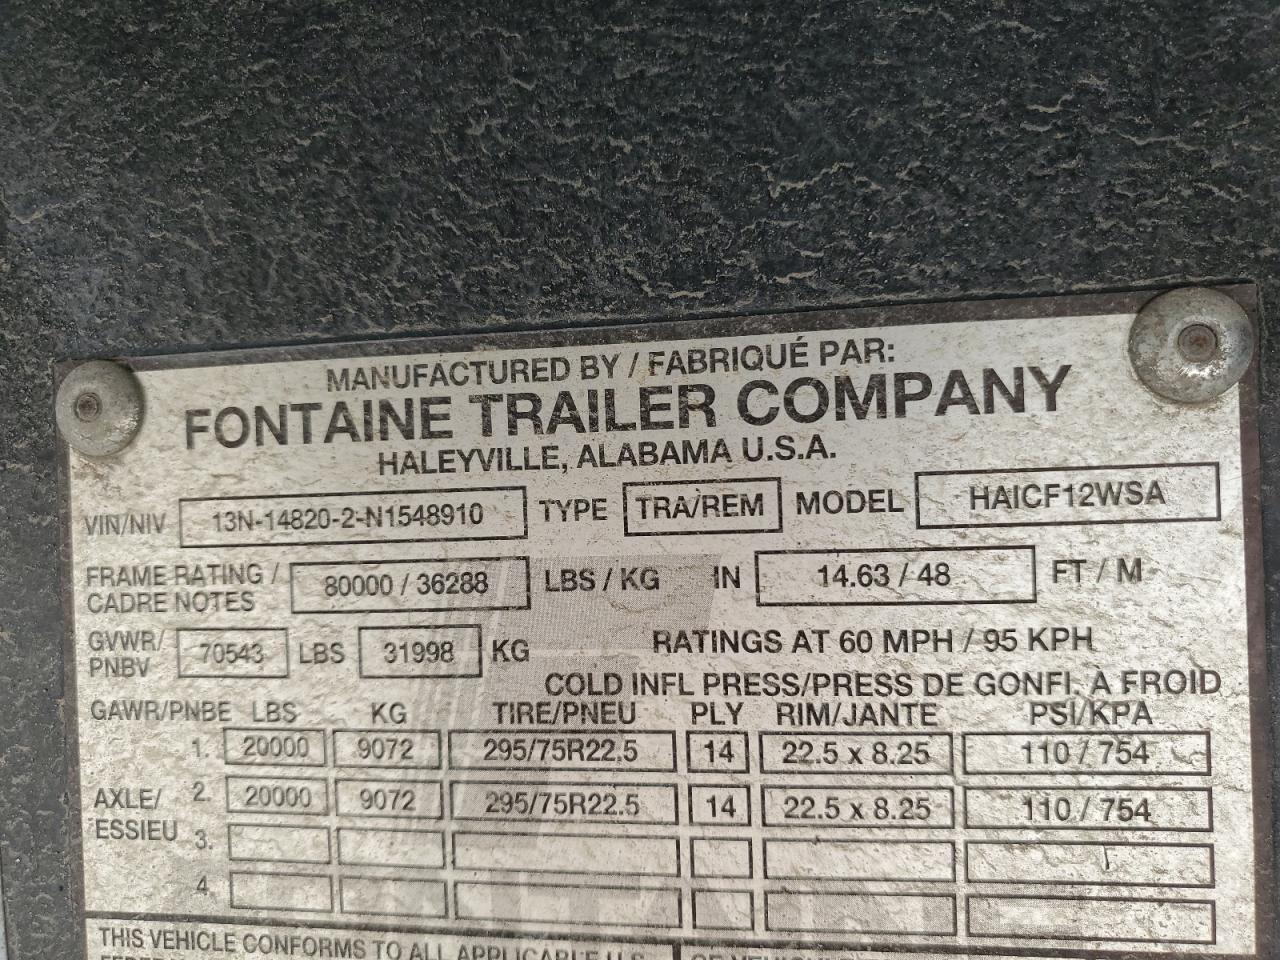 MANUFACTURED BY / FABRIQUÉ PAR:
FONTAINE TRAILER COMPANY
HALEYVILLE, ALABAMA U.S.A.
VIN/NIV 13N-14820-2-N1548910 TYPE TRA/REM MODEL HAICF12WSA
FRAME RATING / CADRE NOTES 80000 / 36288 LBS / KG IN 14.63 / 48 FT / M
GVWR/ PNBV 70543 LBS 31998 KG RATINGS AT 60 MPH / 95 KPH
COLD INFL PRESS/PRESS DE GONFL. À FROID
GAWR/PNBE LBS KG TIRE/PNEU PLY RIM/JANTE PSI/KPA
1. 20000 9072 295/75R22.5 14 22.5 x 8.25 110 / 754
AXLE/ ESSIEU 2. 20000 9072 295/75R22.5 14 22.5 x 8.25 110 / 754
3.
4.
THIS VEHICLE CONFORMS TO ALL APPLICABLE U.S.